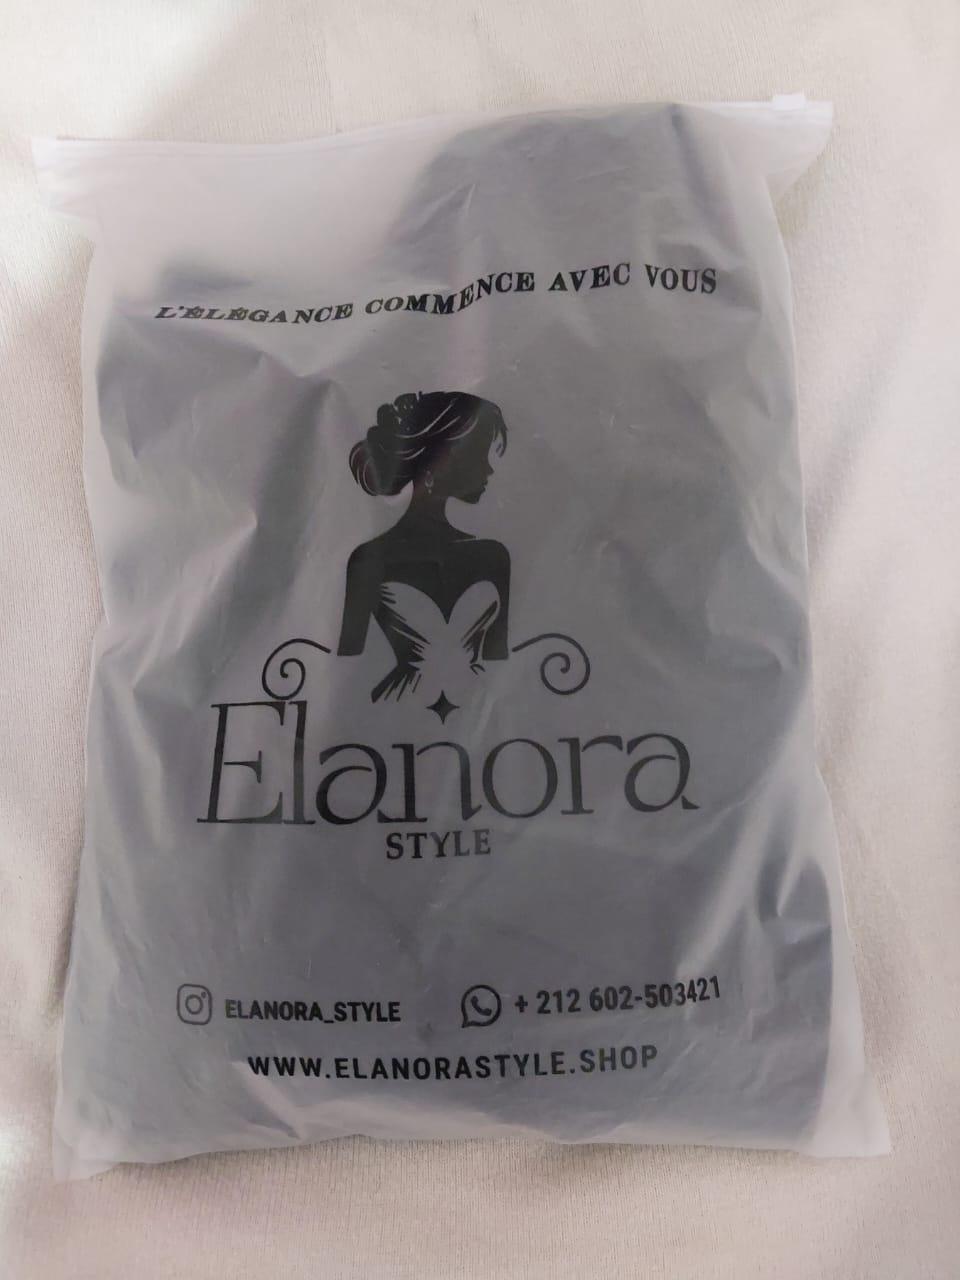 L'ÉLÉGANCE COMMENCE AVEC VOUS
Elanora
STYLE
ELANORA_STYLE
+ 212 602-503421
WWW.ELANORASTYLE.SHOP